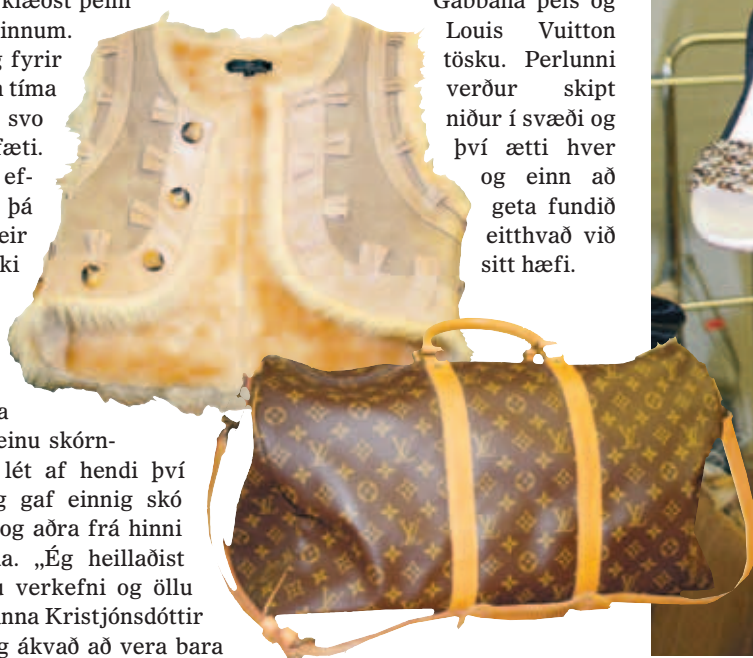 innum.
fyrir
tíma
svo
fæti.
ef-
þá
eir
ki
a
einu skórn-
lét af hendi því
g gaf einnig skó
og aðra frá hinni
a. „Ég heillaðist
u verkefni og öllu
nna Kristjónsdóttir
g ákvað að vera bara
Gabbana pels og
Louis Vuitton
tösku. Perlunni
verður skipt
niður í svæði og
því ætti hver
og einn að
geta fundið
eitthvað við
sitt hæfi.